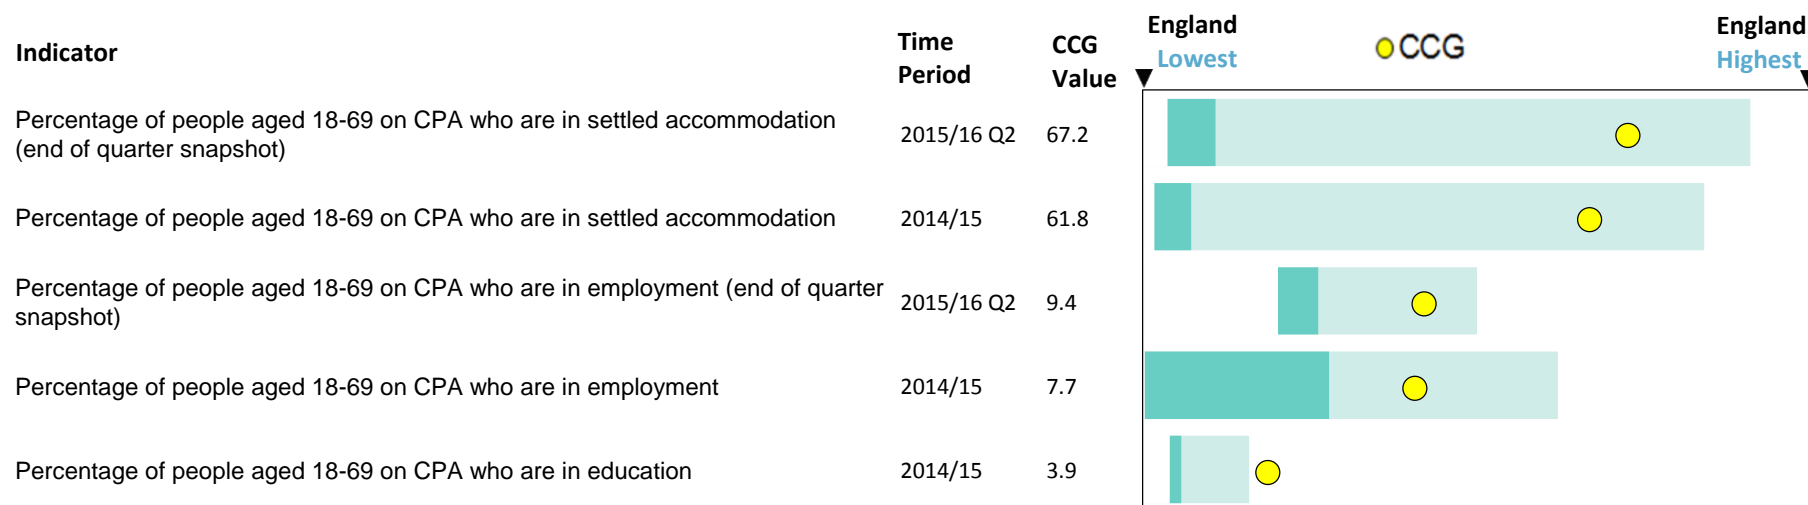 Indicator
Time
Period
CCG
Value
England
Lowest
CCG
England
Highest
Percentage of people aged 18-69 on CPA who are in settled accommodation
(end of quarter snapshot)
2015/16 Q2
67.2
Percentage of people aged 18-69 on CPA who are in settled accommodation
2014/15
61.8
Percentage of people aged 18-69 on CPA who are in employment (end of quarter
snapshot)
2015/16 Q2
9.4
Percentage of people aged 18-69 on CPA who are in employment
2014/15
7.7
Percentage of people aged 18-69 on CPA who are in education
2014/15
3.9